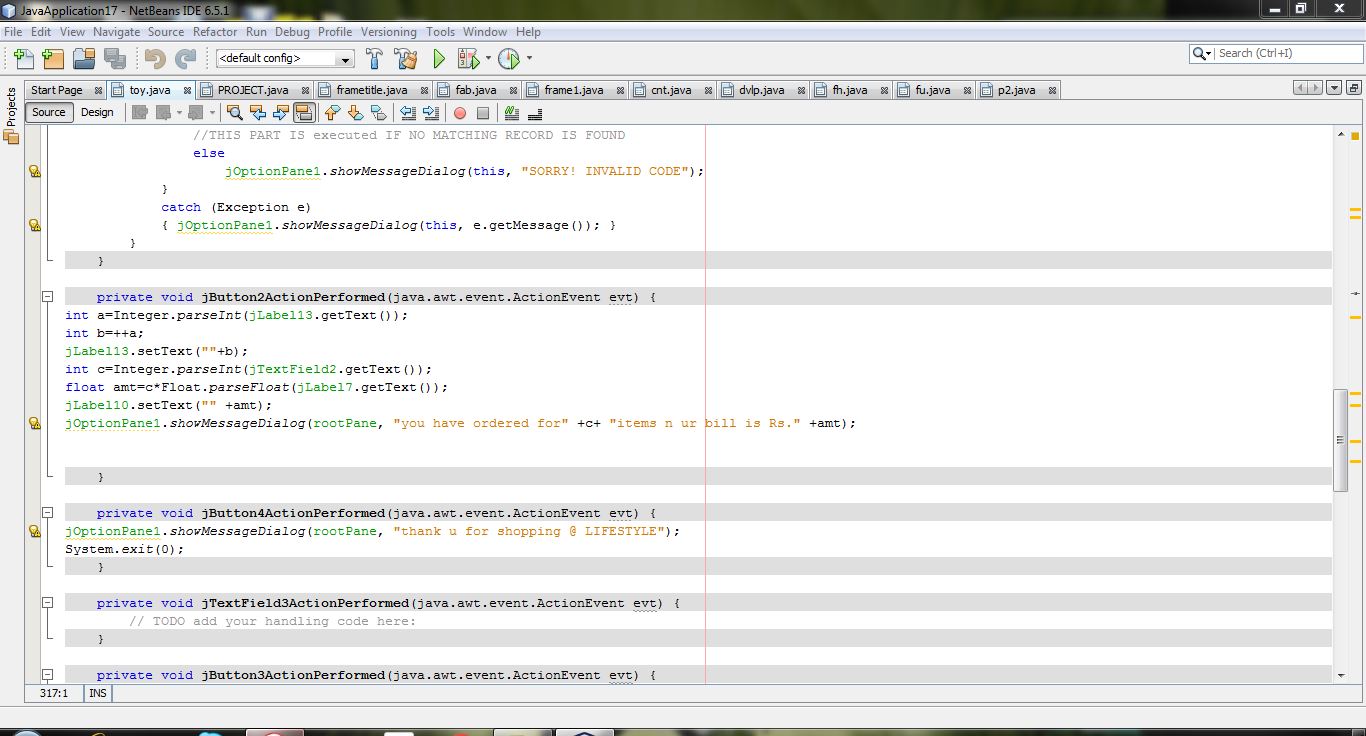 JavaApplication17 - NetBeans IDE 6.5.1
File Edit View Navigate Source Refactor Run Debug Profile Versioning Tools Window Help
<default config>
Search (Ctrl+I)
Projects
Start Page toy.java PROJECT.java frametitle.java fab.java frame1.java cnt.java dvlp.java fh.java fu.java p2.java
Source Design
//THIS PART IS executed IF NO MATCHING RECORD IS FOUND
else
jOptionPane1.showMessageDialog(this, "SORRY! INVALID CODE");
}
catch (Exception e)
{ jOptionPane1.showMessageDialog(this, e.getMessage()); }
}
}
private void jButton2ActionPerformed(java.awt.event.ActionEvent evt) {
int a=Integer.parseInt(jLabel13.getText());
int b=++a;
jLabel13.setText(""+b);
int c=Integer.parseInt(jTextField2.getText());
float amt=c*Float.parseFloat(jLabel7.getText());
jLabel10.setText("" +amt);
jOptionPane1.showMessageDialog(rootPane, "you have ordered for" +c+ "items n ur bill is Rs." +amt);
}
private void jButton4ActionPerformed(java.awt.event.ActionEvent evt) {
jOptionPane1.showMessageDialog(rootPane, "thank u for shopping @ LIFESTYLE");
System.exit(0);
}
private void jTextField3ActionPerformed(java.awt.event.ActionEvent evt) {
// TODO add your handling code here:
}
private void jButton3ActionPerformed(java.awt.event.ActionEvent evt) {
317:1 INS